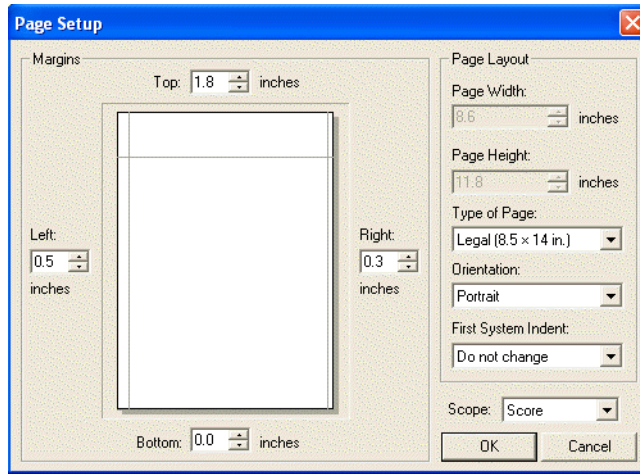 Page Setup
Margins
Top: 1.8 inches
Left:
0.5
inches
Right:
0.3
inches
Bottom: 0.0 inches
Page Layout
Page Width:
8.6 inches
Page Height:
11.8 inches
Type of Page:
Legal (8.5 × 14 in.)
Orientation:
Portrait
First System Indent:
Do not change
Scope: Score
OK Cancel